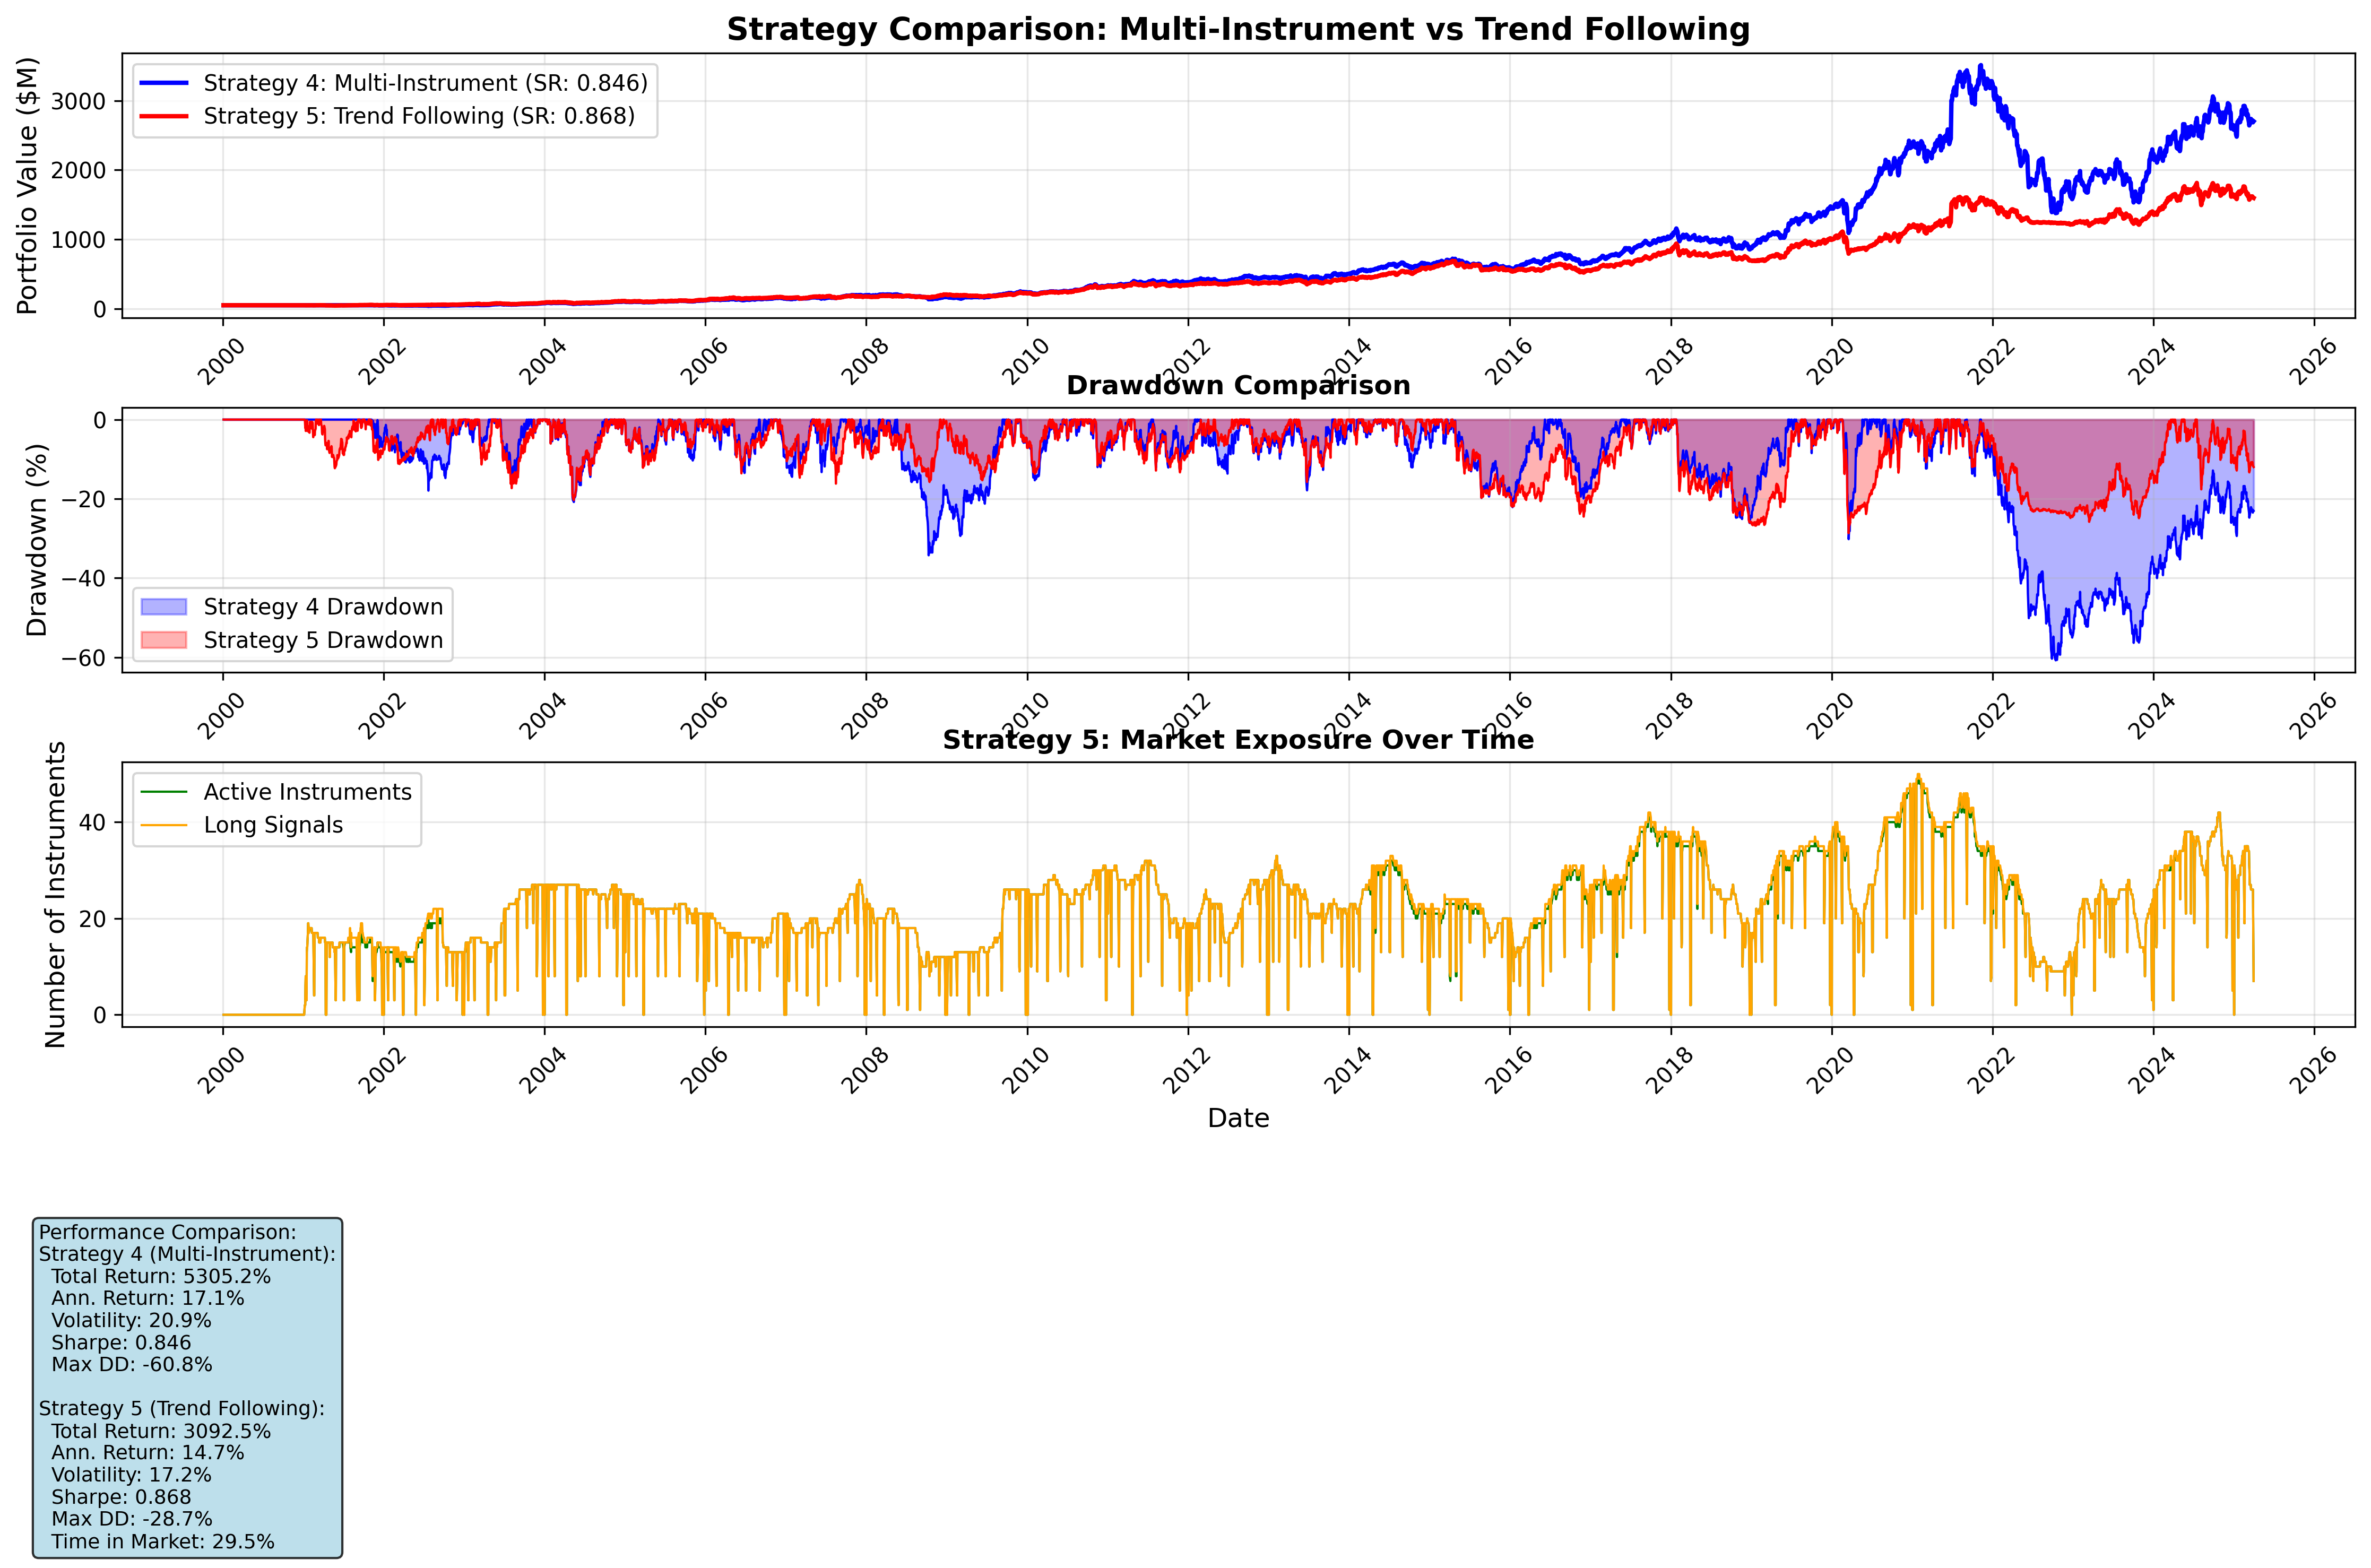 Strategy Comparison: Multi-Instrument vs Trend Following
Portfolio Value ($M)
3000
2000
1000
0
Strategy 4: Multi-Instrument (SR: 0.846)
Strategy 5: Trend Following (SR: 0.868)
2000 2002 2004 2006 2008 2010 2012 2014 2016 2018 2020 2022 2024 2026
Drawdown Comparison
Drawdown (%)
0
−20
−40
−60
Strategy 4 Drawdown
Strategy 5 Drawdown
2000 2002 2004 2006 2008 2010 2012 2014 2016 2018 2020 2022 2024 2026
Strategy 5: Market Exposure Over Time
Number of Instruments
40
20
0
Active Instruments
Long Signals
2000 2002 2004 2006 2008 2010 2012 2014 2016 2018 2020 2022 2024 2026
Date
Performance Comparison:
Strategy 4 (Multi-Instrument):
Total Return: 5305.2%
Ann. Return: 17.1%
Volatility: 20.9%
Sharpe: 0.846
Max DD: -60.8%
Strategy 5 (Trend Following):
Total Return: 3092.5%
Ann. Return: 14.7%
Volatility: 17.2%
Sharpe: 0.868
Max DD: -28.7%
Time in Market: 29.5%